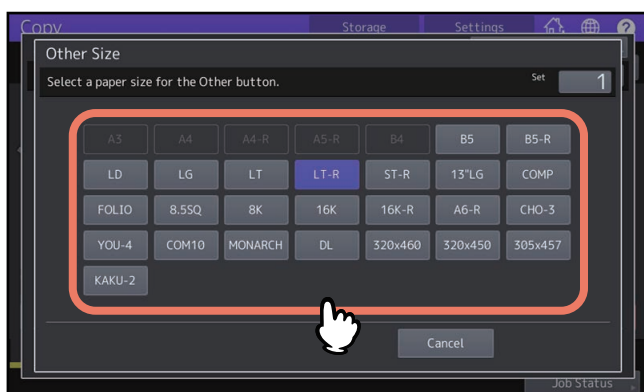 Copy Storage Settings
Other Size
Select a paper size for the Other button. Set 1
A3 A4 A4-R A5-R B4 B5 B5-R
LD LG LT LT-R ST-R 13"LG COMP
FOLIO 8.5SQ 8K 16K 16K-R A6-R CHO-3
YOU-4 COM10 MONARCH DL 320x460 320x450 305x457
KAKU-2
Cancel
Job Status